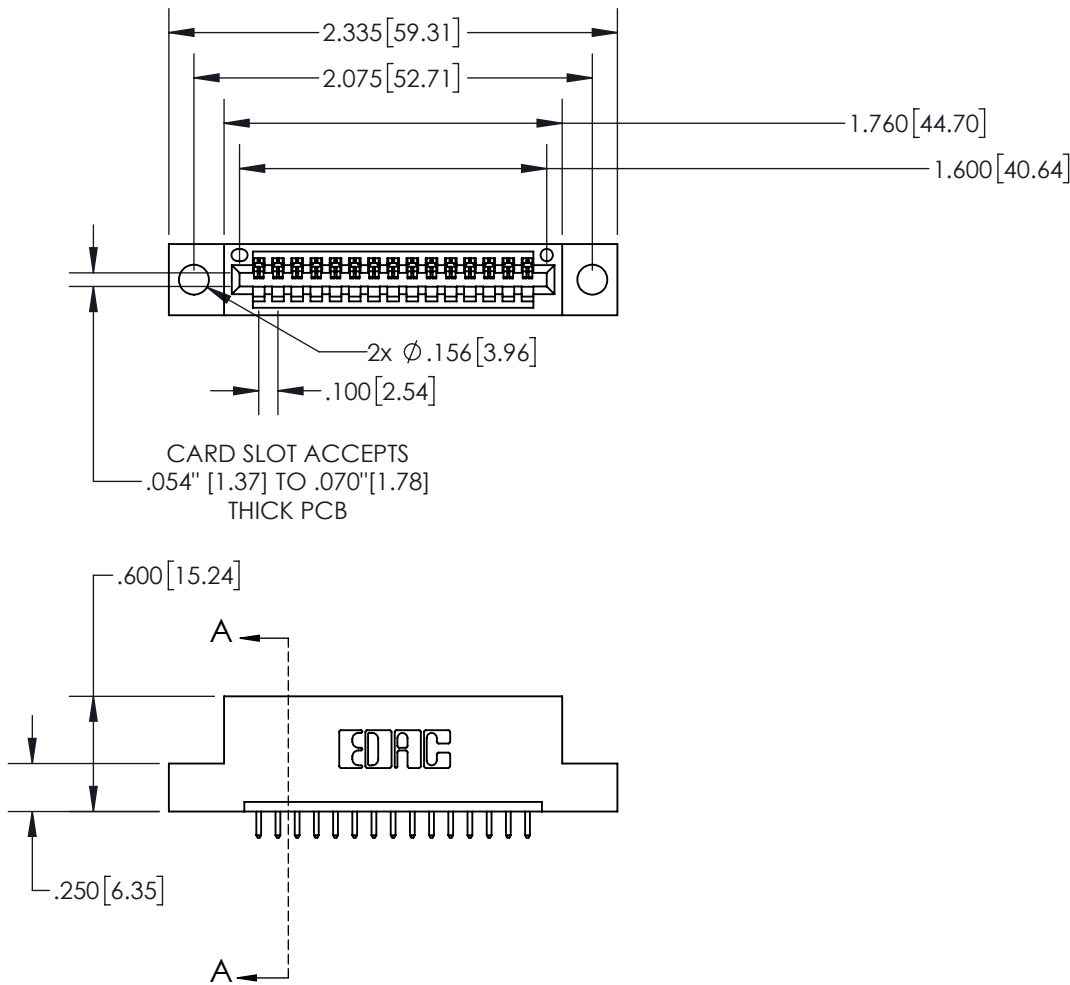 2.335[59.31]
2.075[52.71]
1.760[44.70]
1.600[40.64]
2x ∅.156[3.96]
.100[2.54]
CARD SLOT ACCEPTS
.054" [1.37] TO .070"[1.78]
THICK PCB
.600[15.24]
A
EDAC
.250[6.35]
A